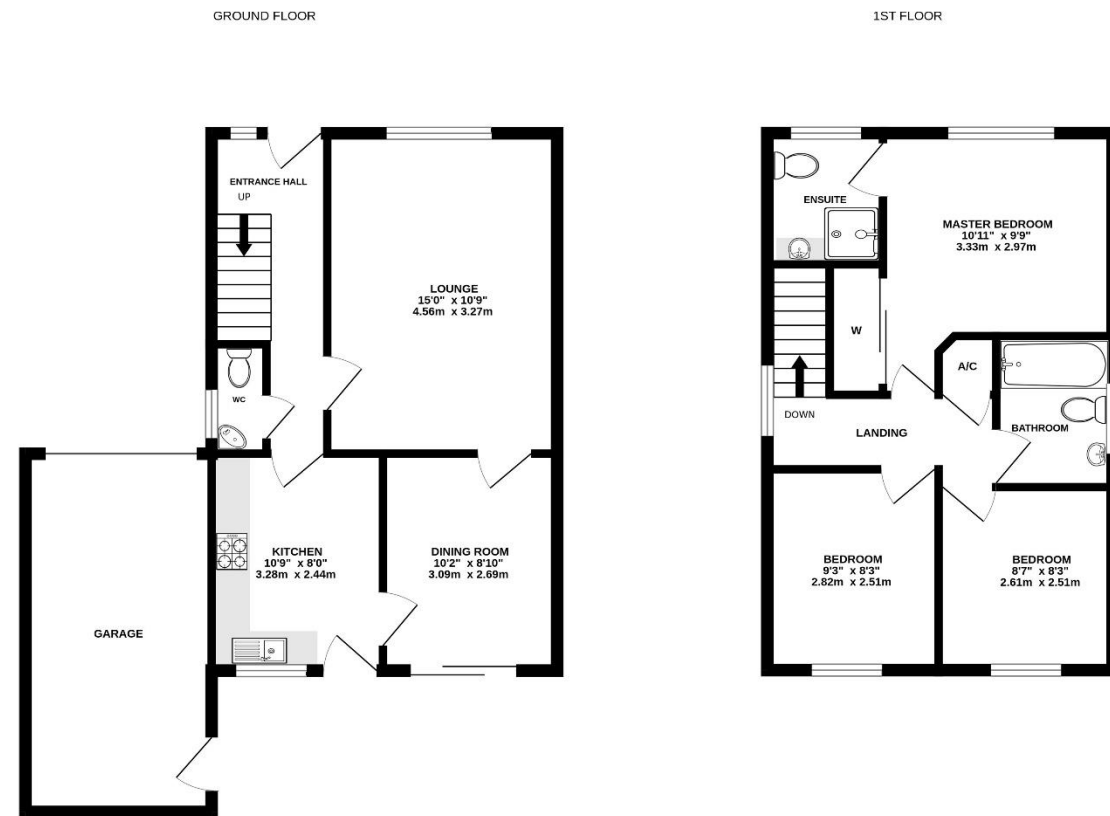 GROUND FLOOR
1ST FLOOR
ENTRANCE HALL
UP
LOUNGE
15'0" x 10'9"
4.56m x 3.27m
WC
KITCHEN
10'9" x 8'0"
3.28m x 2.44m
DINING ROOM
10'2" x 8'10"
3.09m x 2.69m
GARAGE
ENSUITE
MASTER BEDROOM
10'11" x 9'9"
3.33m x 2.97m
W
A/C
DOWN
LANDING
BATHROOM
BEDROOM
9'3" x 8'3"
2.82m x 2.51m
BEDROOM
8'7" x 8'3"
2.61m x 2.51m